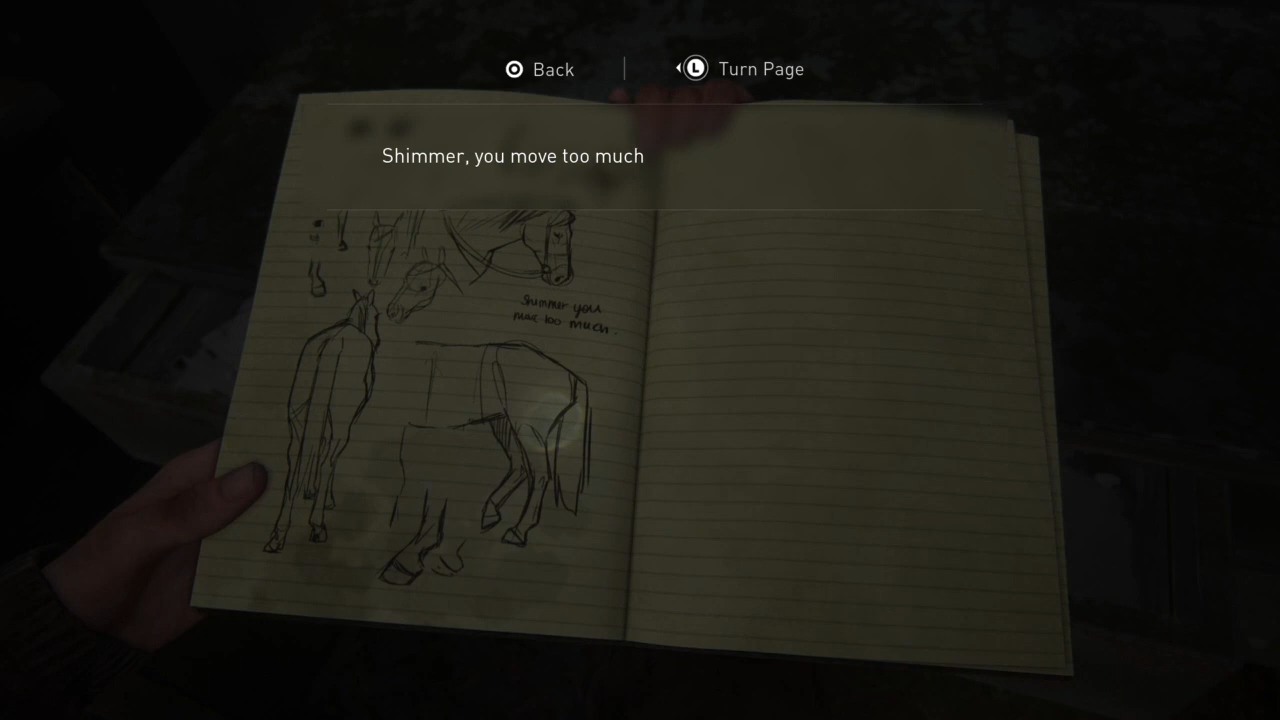 Back
L Turn Page
Shimmer, you move too much
Shimmer you
move too much.